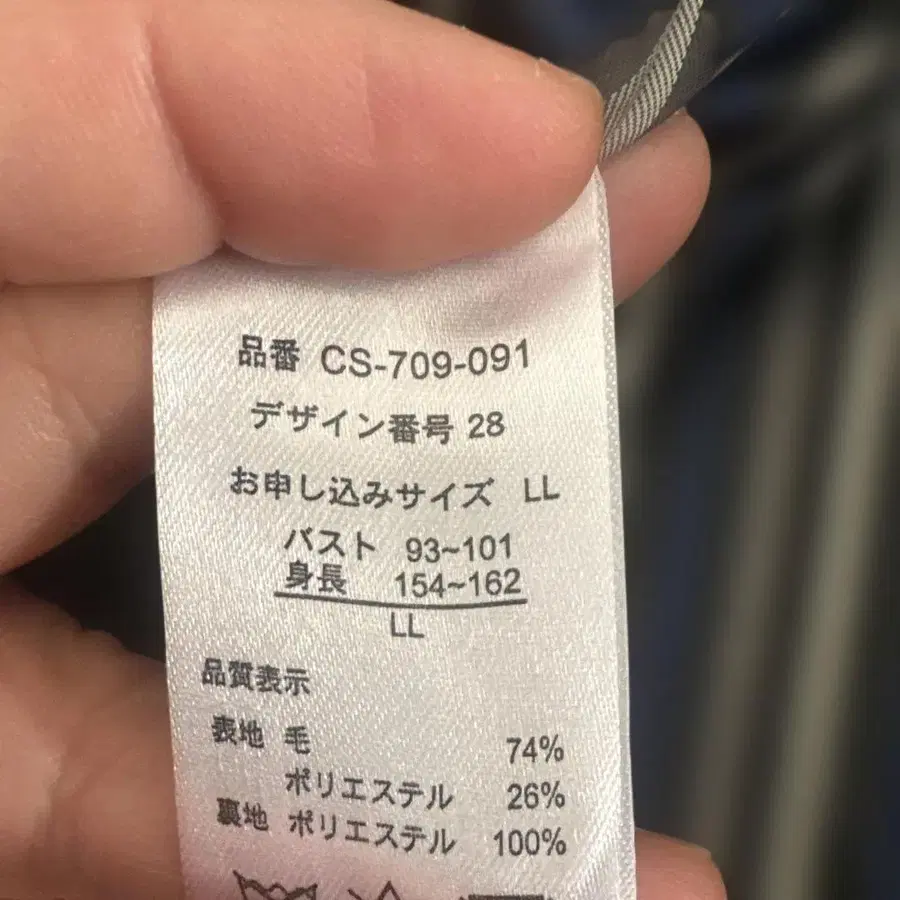 品番 CS-709-091
デザイン番号 28
お申し込みサイズ LL
バスト 93~101
身長 154~162
LL
品質表示
表地 毛 74%
ポリエステル 26%
裏地 ポリエステル 100%